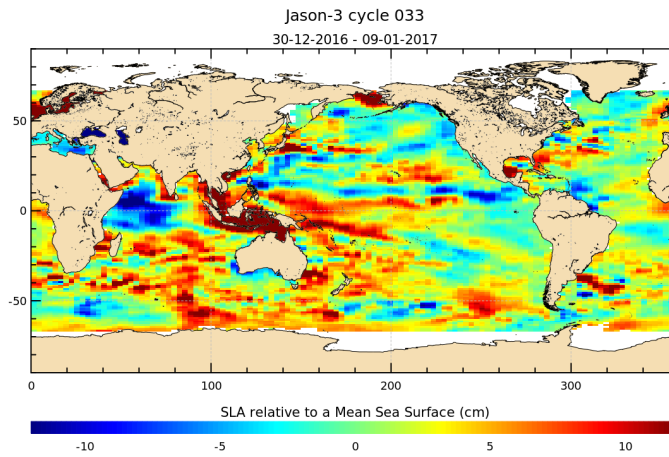 Jason-3 cycle 033
30-12-2016 - 09-01-2017
50
0
-50
0 100 200 300
SLA relative to a Mean Sea Surface (cm)
-10 -5 0 5 10